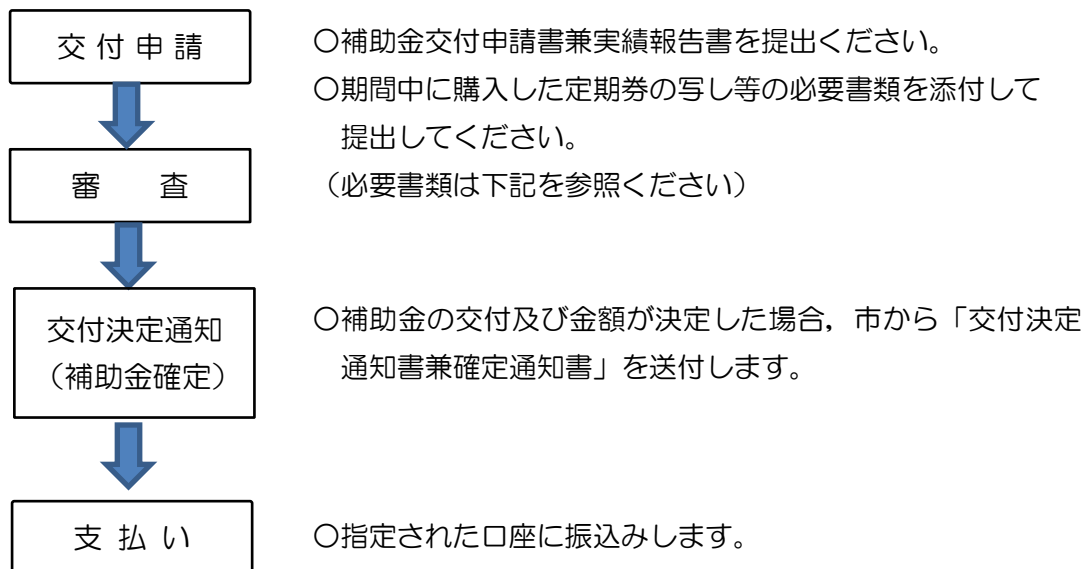 交付申請
〇補助金交付申請書兼実績報告書を提出ください。
〇期間中に購入した定期券の写し等の必要書類を添付して
提出してください。
審　　査
（必要書類は下記を参照ください）
交付決定通知
（補助金確定）
〇補助金の交付及び金額が決定した場合，市から「交付決定
通知書兼確定通知書」を送付します。
支払い
〇指定された口座に振込みします。